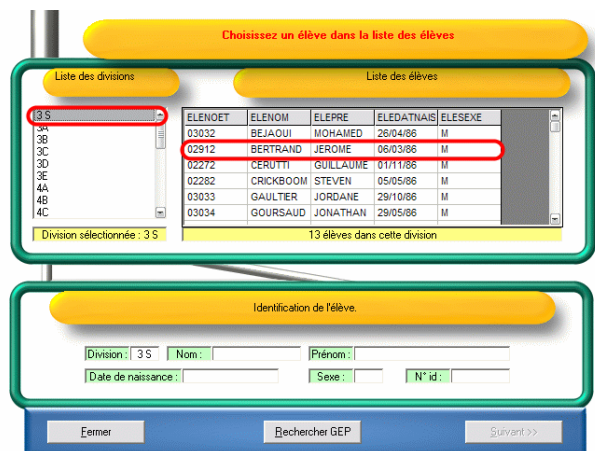 Choisissez un élève dans la liste des élèves
Liste des divisions
Liste des élèves
3 S
3A
3B
3C
3D
3E
4A
4B
4C
ELENOET ELENOM ELEPRE ELEDATNAIS ELESEXE
03032 BEJAOUI MOHAMED 26/04/86 M
02912 BERTRAND JEROME 06/03/86 M
02272 CERUTTI GUILLAUME 01/11/86 M
02282 CRICKBOOM STEVEN 05/05/86 M
03033 GAULTIER JORDANE 29/10/86 M
03034 GOURSAUD JONATHAN 29/05/86 M
Division sélectionnée : 3 S
13 élèves dans cette division
Identification de l'élève.
Division : 3 S Nom : Prénom :
Date de naissance : Sexe : N° id :
Fermer Rechercher GEP Suivant >>